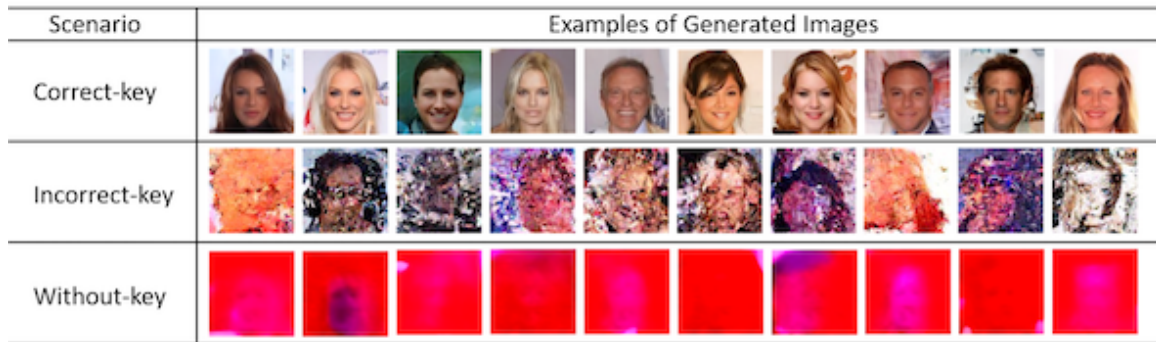 Scenario
Examples of Generated Images
Correct-key
Incorrect-key
Without-key